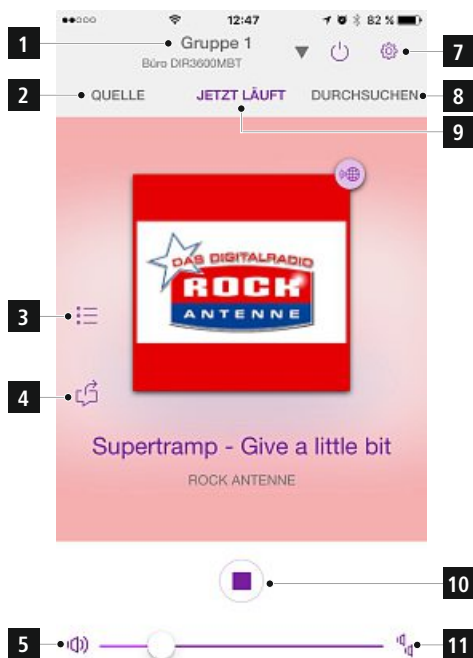 12:47
82 %
1
Gruppe 1
Büro DIR3600MBT
7
2
QUELLE
JETZT LÄUFT
DURCHSUCHEN
8
9
DAS DIGITALRADIO
ROCK
ANTENNE
3
4
Supertramp - Give a little bit
ROCK ANTENNE
10
5
11